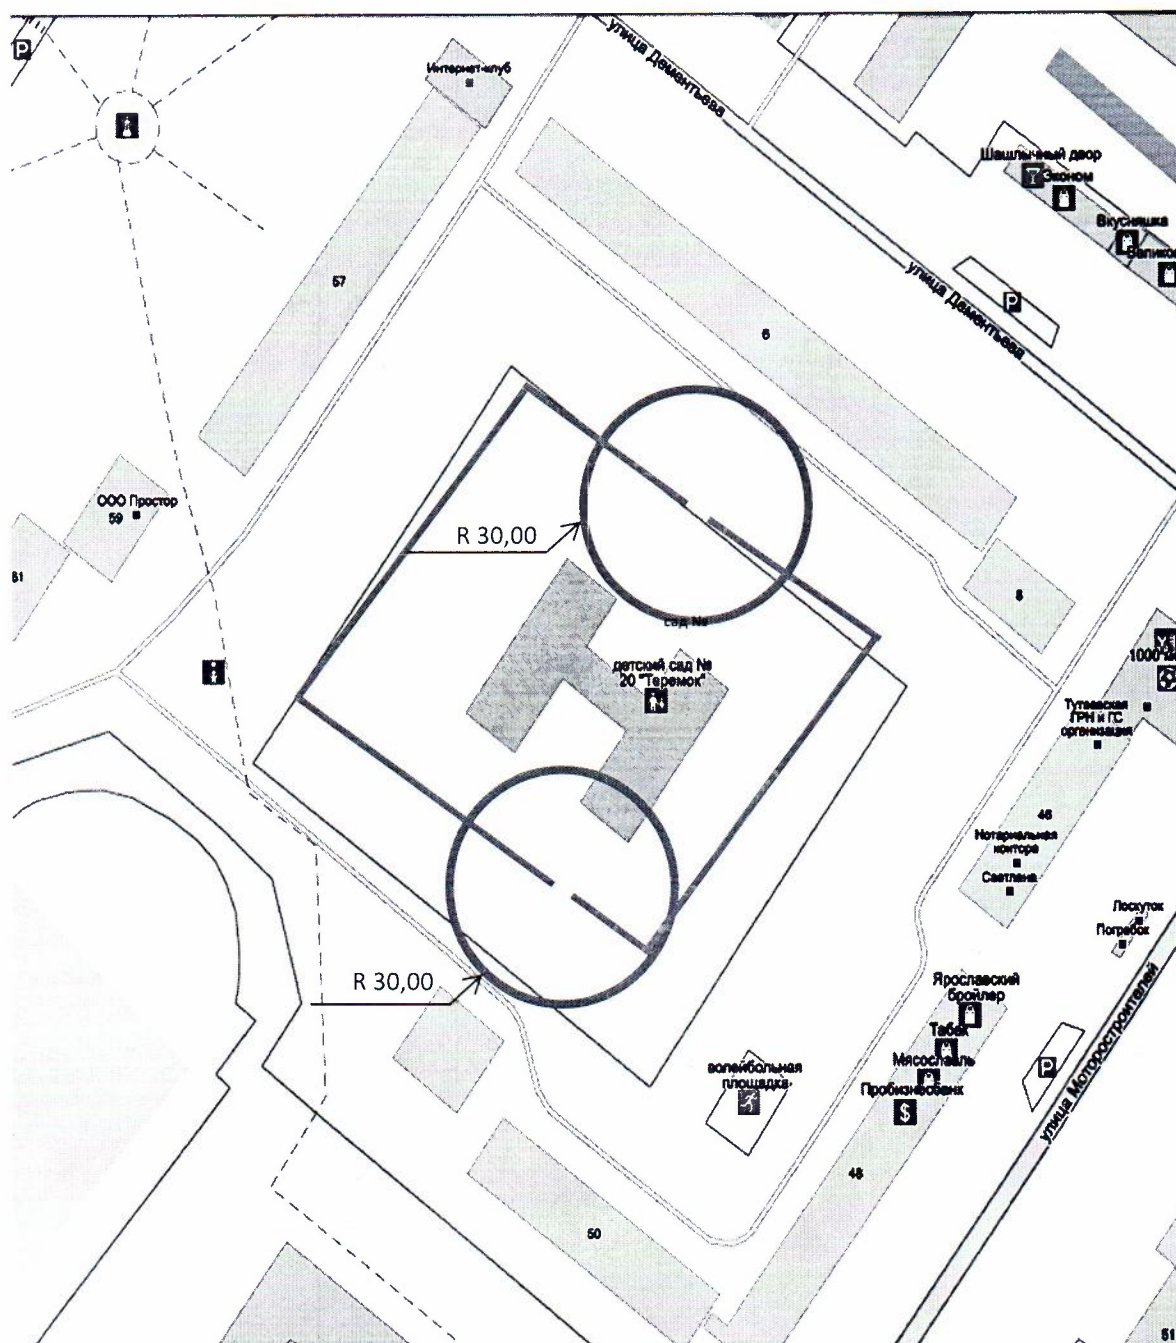 P
Интернет-клуб
улица Дементьева
Шашлычный двор
Эконом
Вкусняшка
улица Дементьева
P
57
6
ООО Простор
59
61
R 30,00
8
сад №
детский сад №
20 "Теремок"
1000
Тутаевская
ГРН и ГС
организация
46
Нотариальная
контора
Светлана
Лоскуток
Погребок
R 30,00
Ярославский
бройлер
Табак
Мясославль
Пробизнесбанк
$
волейбольная
площадка
P
улица Моторостроителей
48
50